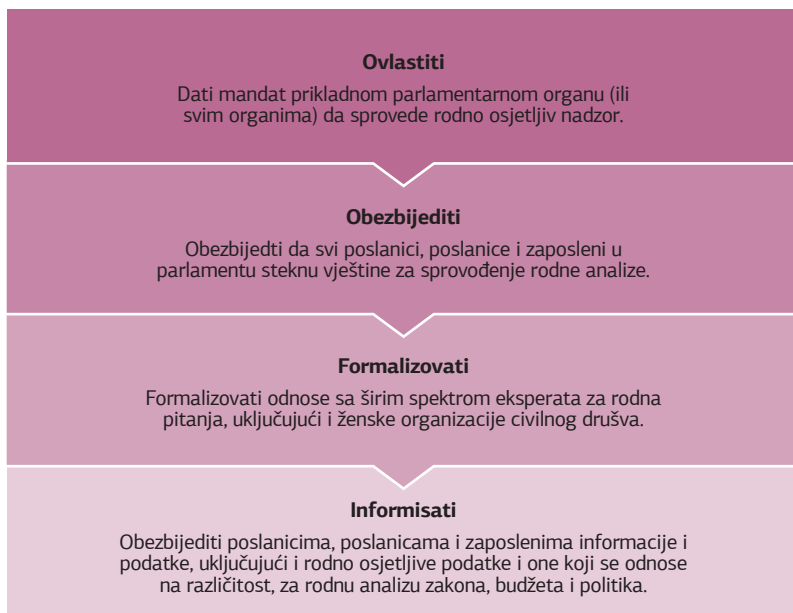 Ovlastiti
Dati mandat prikladnom parlamentarnom organu (ili
svim organima) da sprovede rodno osjetljiv nadzor.
Obezbijediti
Obezbijedti da svi poslanici, poslanice i zaposleni u
parlamentu steknu vještine za sprovođenje rodne analize.
Formalizovati
Formalizovati odnose sa širim spektrom eksperata za rodna
pitanja, uključujući i ženske organizacije civilnog drušva.
Informisati
Obezbijediti poslanicima, poslanicama i zaposlenima informacije i
podatke, uključujući i rodno osjetljive podatke i one koji se odnose
na različitost, za rodnu analizu zakona, budžeta i politika.